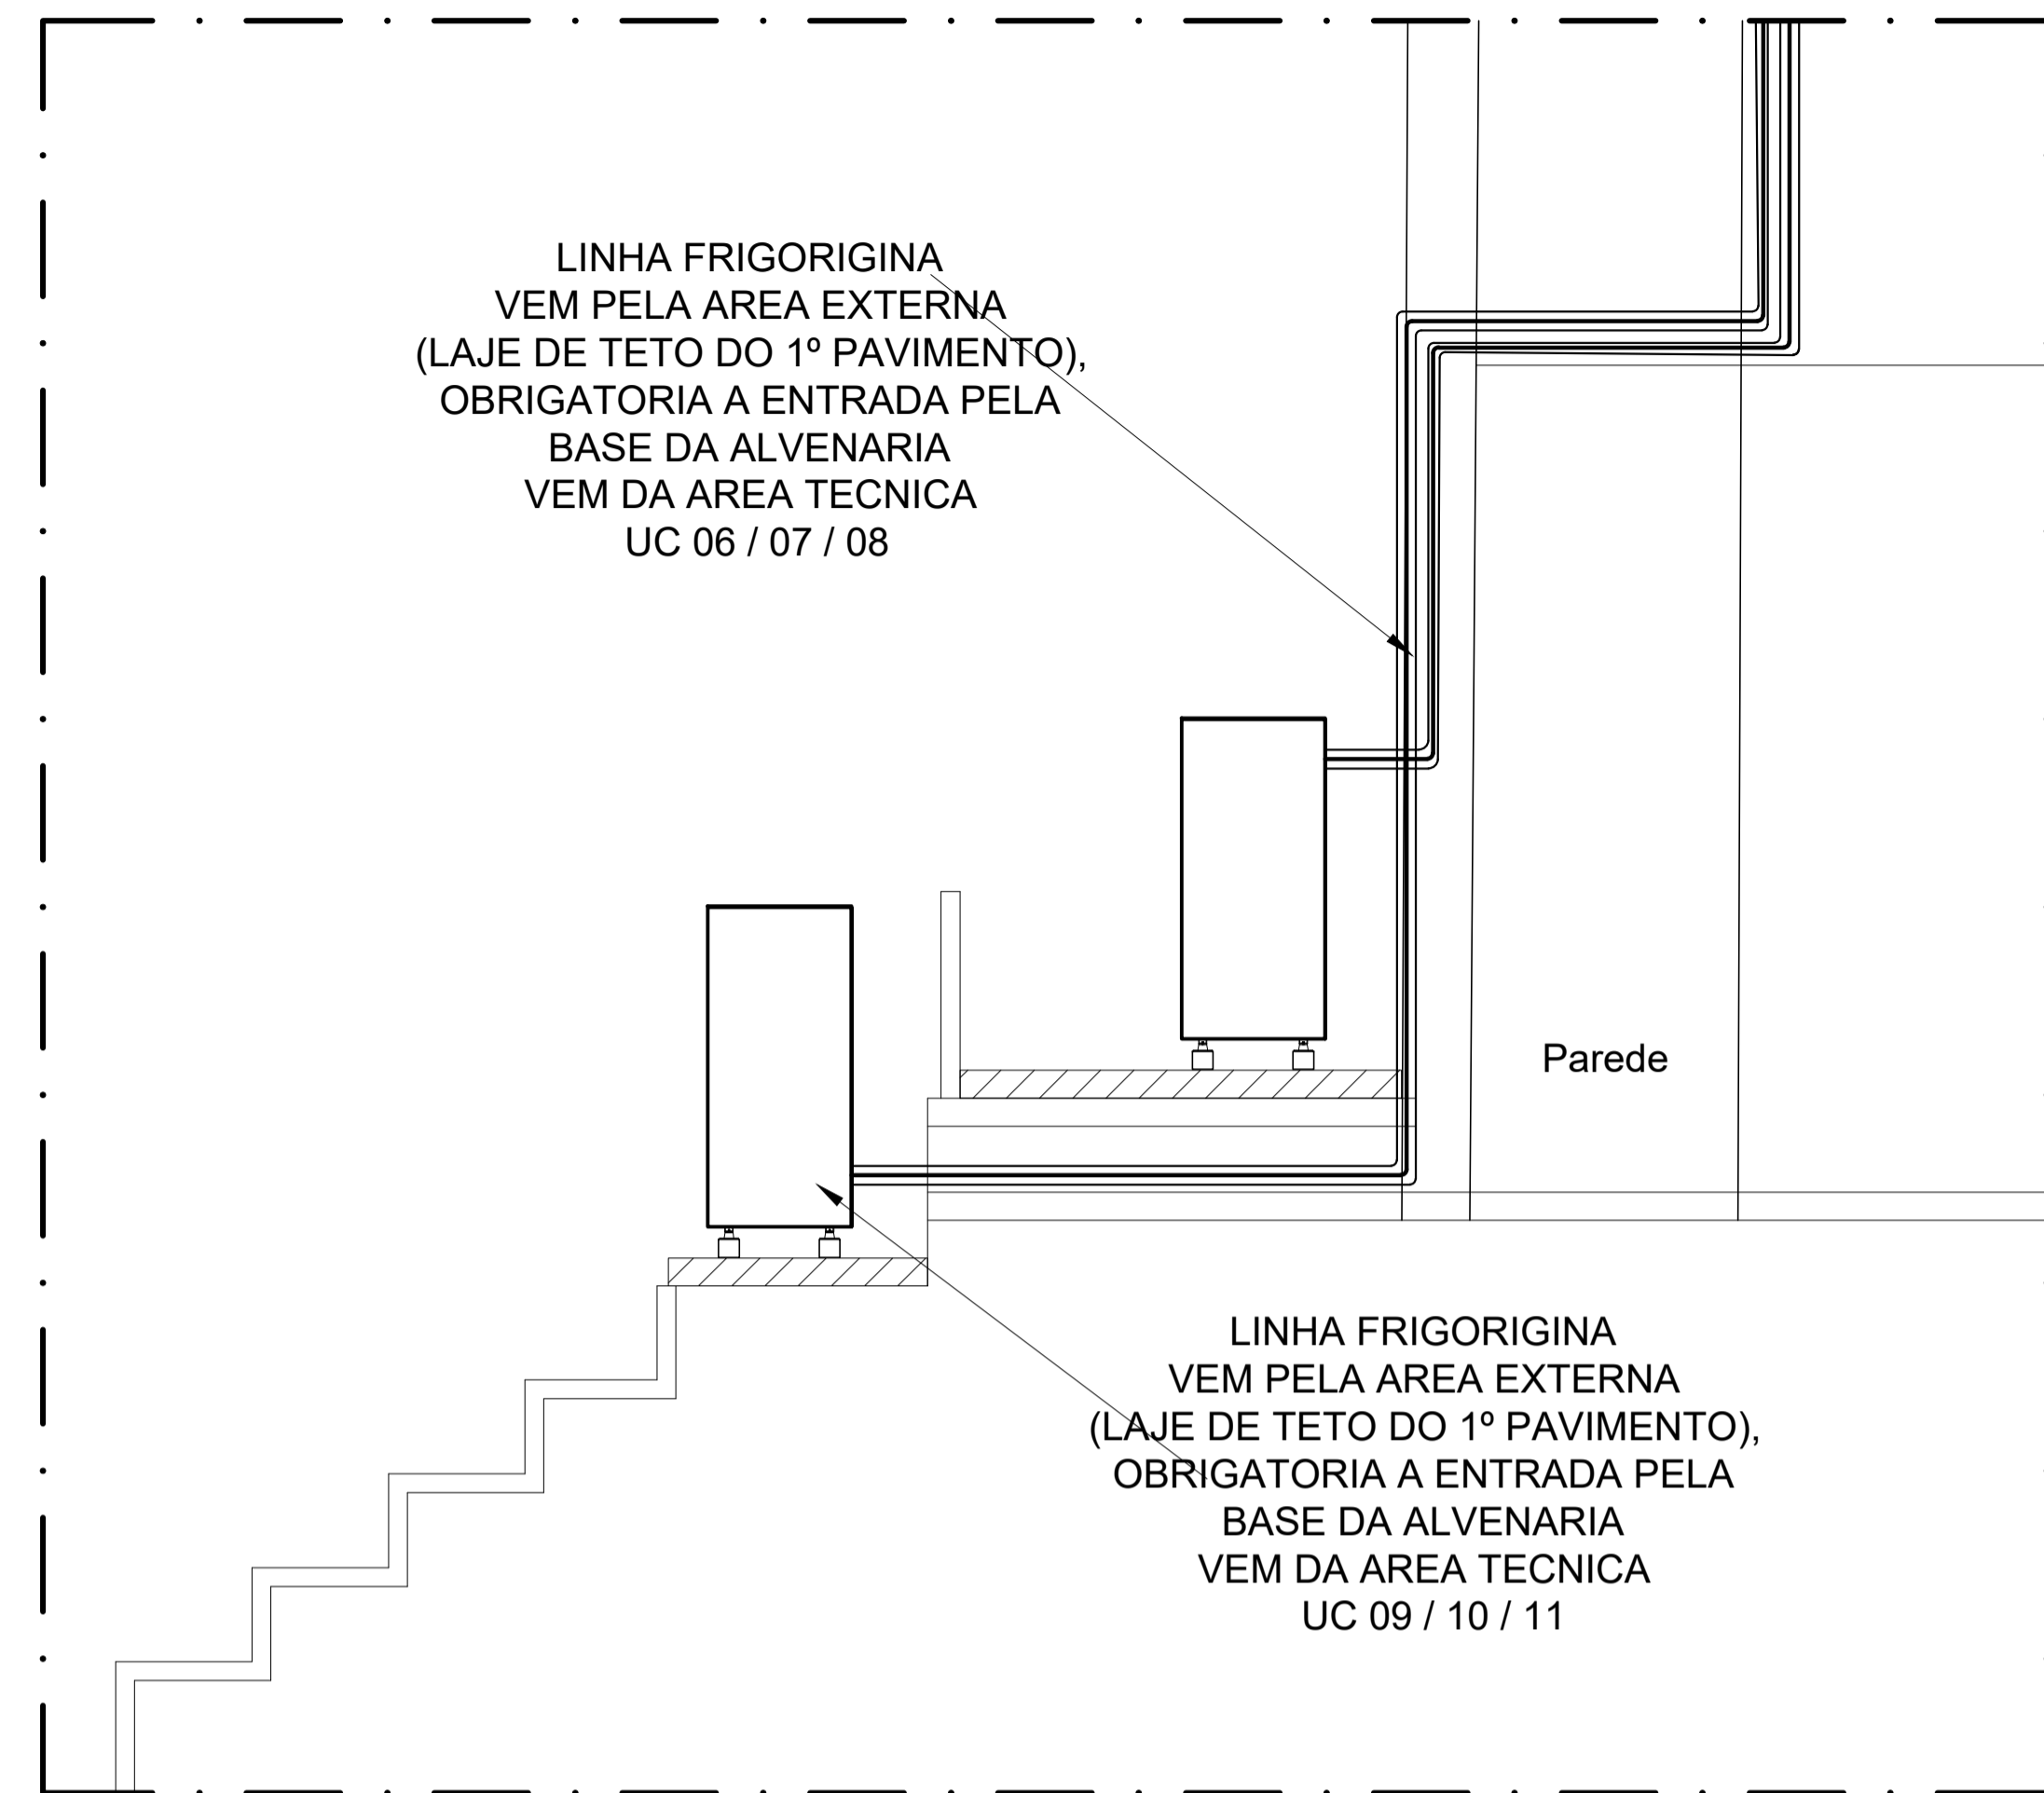 LINHA FRIGORIGINA
VEM PELA AREA EXTERNA
(LAJE DE TETO DO 1º PAVIMENTO),
OBRIGATORIA A ENTRADA PELA
BASE DA ALVENARIA
VEM DA AREA TECNICA
UC 06 / 07 / 08
Parede
LINHA FRIGORIGINA
VEM PELA AREA EXTERNA
(LAJE DE TETO DO 1º PAVIMENTO),
OBRIGATORIA A ENTRADA PELA
BASE DA ALVENARIA
VEM DA AREA TECNICA
UC 09 / 10 / 11